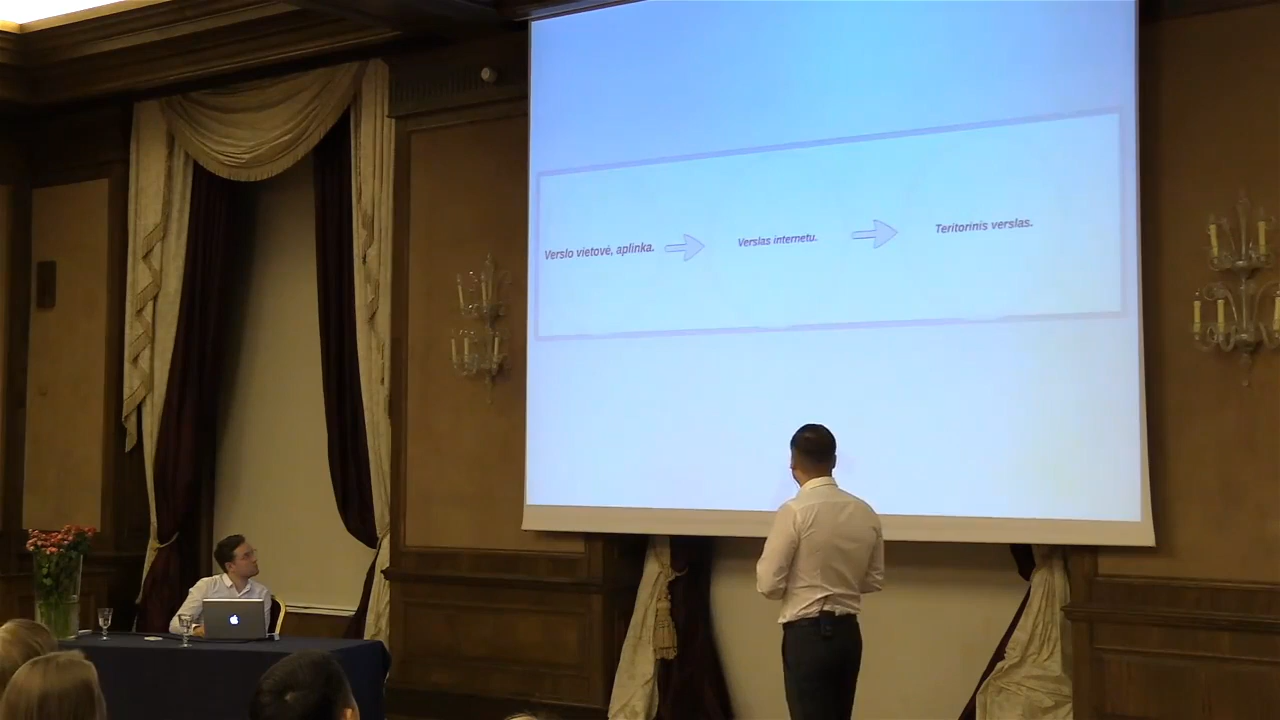 Verslo vietovė, aplinka.
Verslas internetu.
Teritorinis verslas.